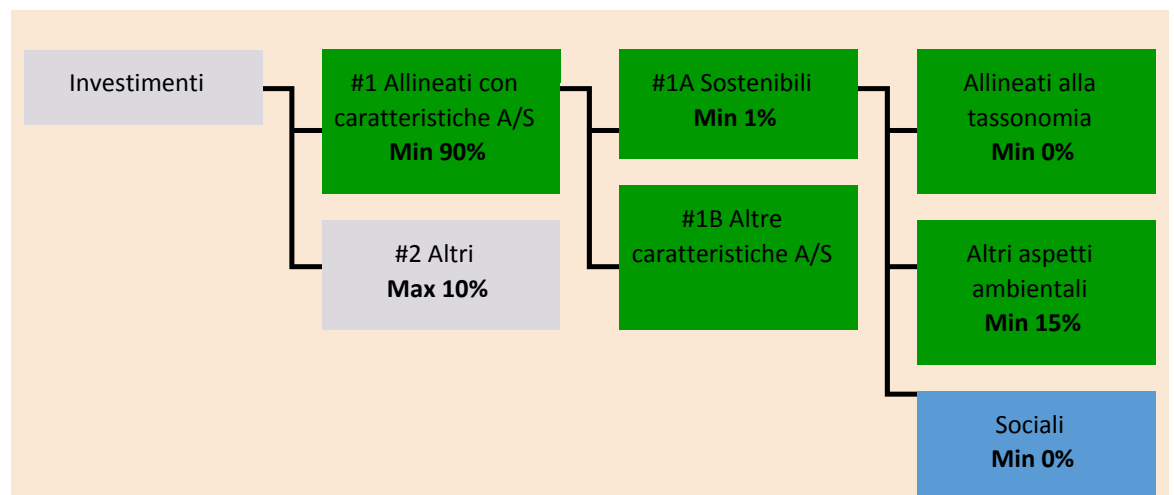 Investimenti
#1 Allineati con
caratteristiche A/S
Min 90%
#2 Altri
Max 10%
#1A Sostenibili
Min 1%
#1B Altre
caratteristiche A/S
Allineati alla
tassonomia
Min 0%
Altri aspetti
ambientali
Min 15%
Sociali
Min 0%